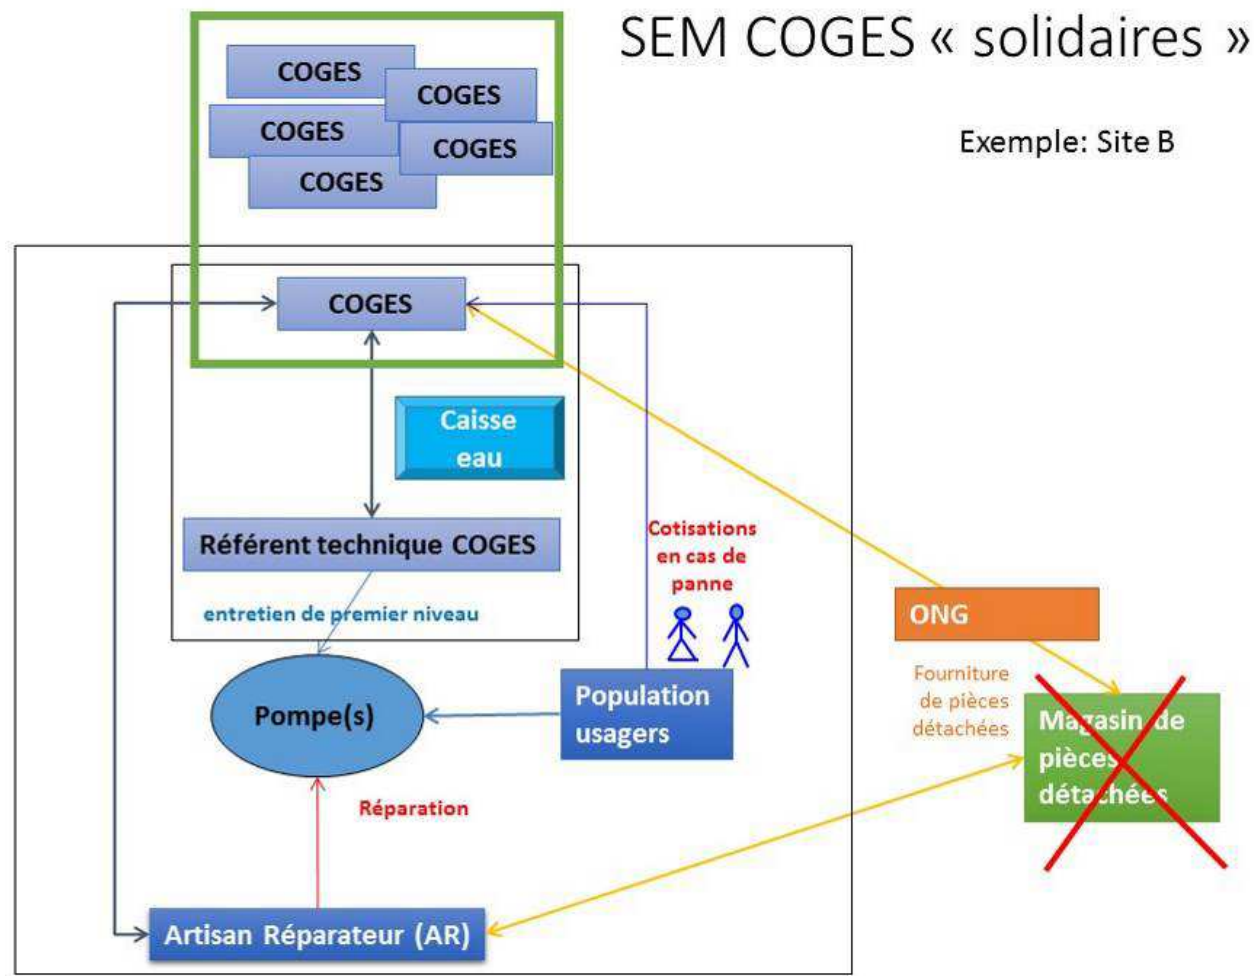 SEM COGES « solidaires »
Exemple: Site B
COGES
COGES
COGES
COGES
COGES
COGES
Caisse
eau
Référent technique COGES
entretien de premier niveau
Cotisations
en cas de
panne
ONG
Fourniture
de pièces
détachées
Population
usagers
Pompe(s)
Magasin de
pièces
détachées
Réparation
Artisan Réparateur (AR)